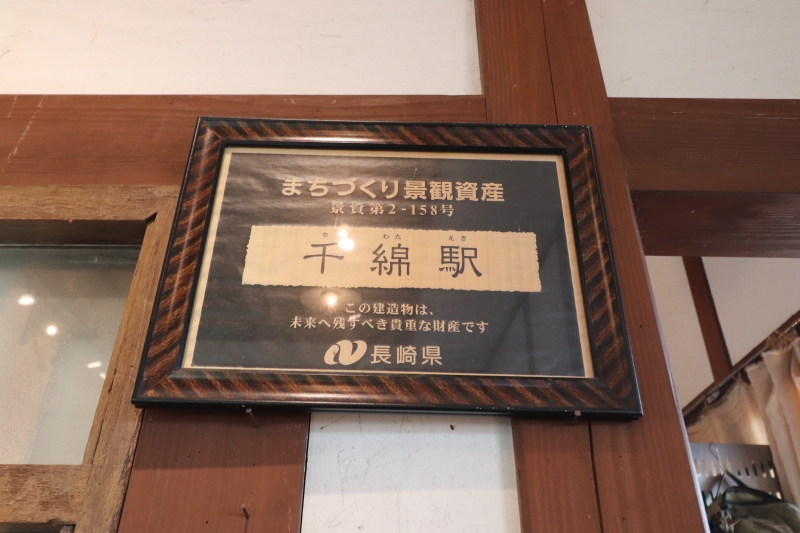 まちづくり景観資産
景資第2-158号
わた えき
千綿駅
この建造物は、
未来へ残すべき貴重な財産です
長崎県